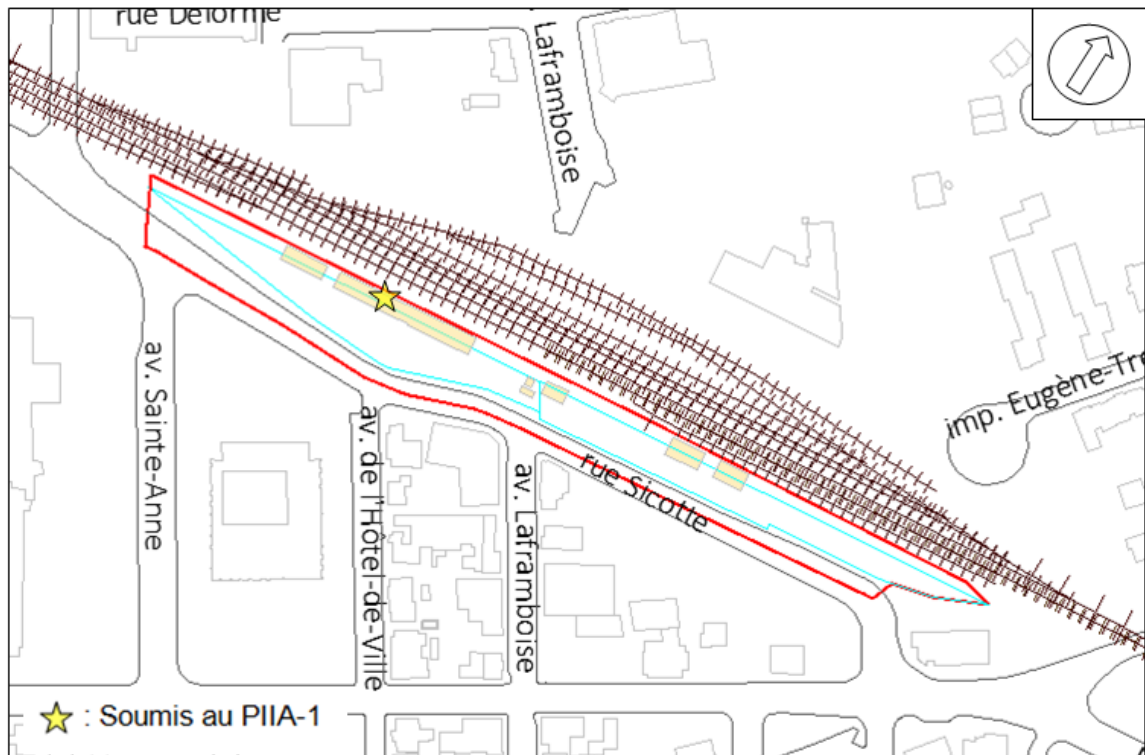 rue Delorme
Laframboise
imp. Eugène-Tr
av. Sainte-Anne
av. de l'Hôtel-de-Ville
av. Laframboise
rue Sicotte
: Soumis au PIIA-1